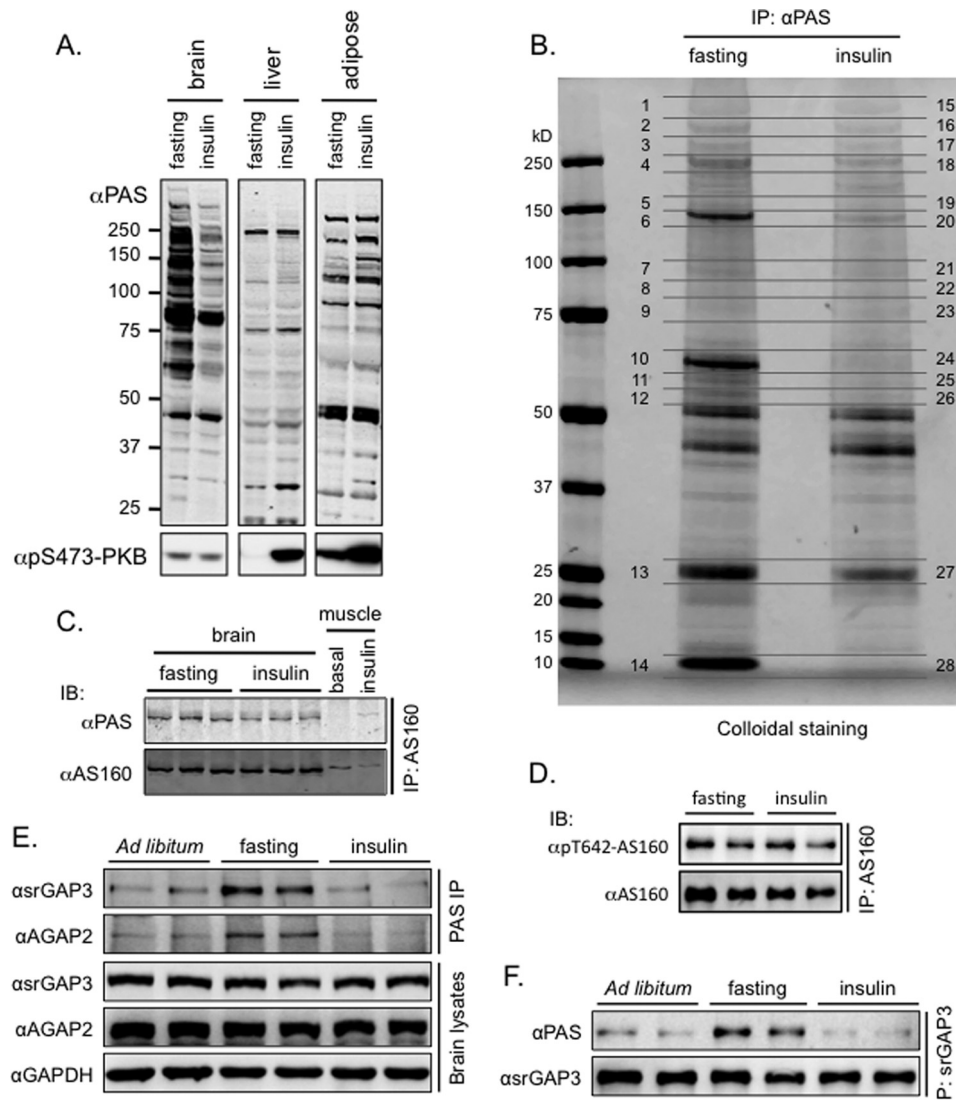 A.
brain
liver
adipose
fasting
insulin
fasting
insulin
fasting
insulin
αPAS
250
150
100
75
50
37
25
αpS473-PKB
B.
IP: αPAS
fasting
insulin
kD
250
150
100
75
50
37
25
20
15
10
1
2
3
4
5
6
7
8
9
10
11
12
13
14
15
16
17
18
19
20
21
22
23
24
25
26
27
28
Colloidal staining
C.
brain
muscle
fasting
insulin
basal
insulin
IB:
αPAS
αAS160
IP: AS160
D.
fasting
insulin
IB:
αpT642-AS160
αAS160
IP: AS160
E.
Ad libitum
fasting
insulin
αsrGAP3
αAGAP2
PAS IP
αsrGAP3
αAGAP2
αGAPDH
Brain lysates
F.
Ad libitum
fasting
insulin
αPAS
αsrGAP3
P: srGAP3